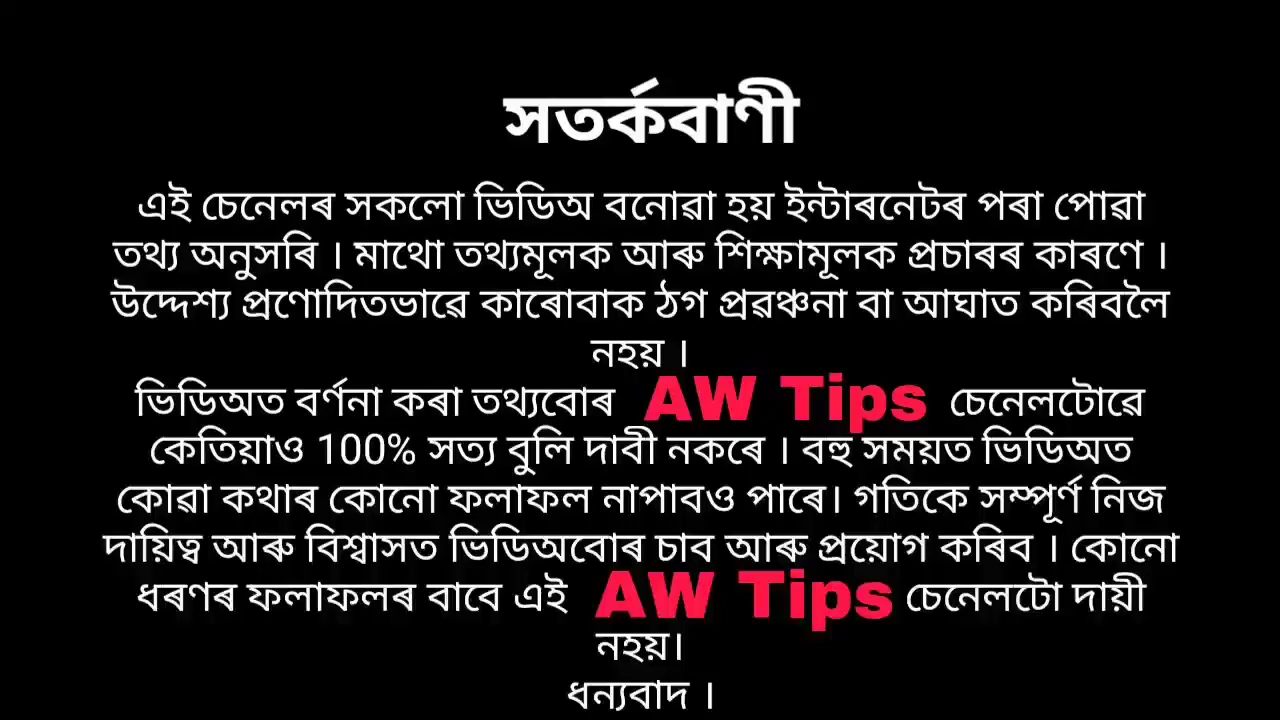 সতৰ্কবাণী
এই চেনেলৰ সকলো ভিডিঅ বনোৱা হয় ইন্টাৰনেটৰ পৰা পোৱা
তথ্য অনুসৰি । মাথো তথ্যমূলক আৰু শিক্ষামূলক প্ৰচাৰৰ কাৰণে ।
উদ্দেশ্য প্ৰণোদিতভাৱে কাৰোবাক ঠগ প্ৰৱঞ্চনা বা আঘাত কৰিবলৈ
নহয় ।
ভিডিঅত বৰ্ণনা কৰা তথ্যবোৰ AW Tips চেনেলটোৱে
কেতিয়াও 100% সত্য বুলি দাবী নকৰে । বহু সময়ত ভিডিঅত
কোৱা কথাৰ কোনো ফলাফল নাপাবও পাৰে। গতিকে সম্পূৰ্ণ নিজ
দায়িত্ব আৰু বিশ্বাসত ভিডিঅবোৰ চাব আৰু প্ৰয়োগ কৰিব । কোনো
ধৰণৰ ফলাফলৰ বাবে এই AW Tips চেনেলটো দায়ী
নহয়।
ধন্যবাদ ।